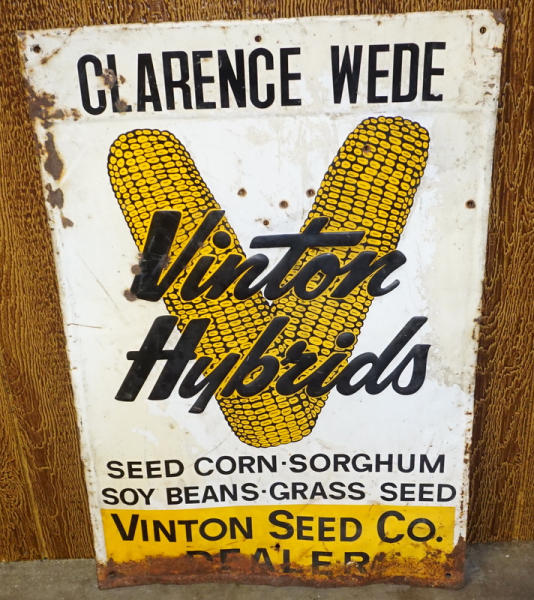 CLARENCE WEDE
Vinton
Hybrids
SEED CORN·SORGHUM
SOY BEANS·GRASS SEED
VINTON SEED CO.
DEALER